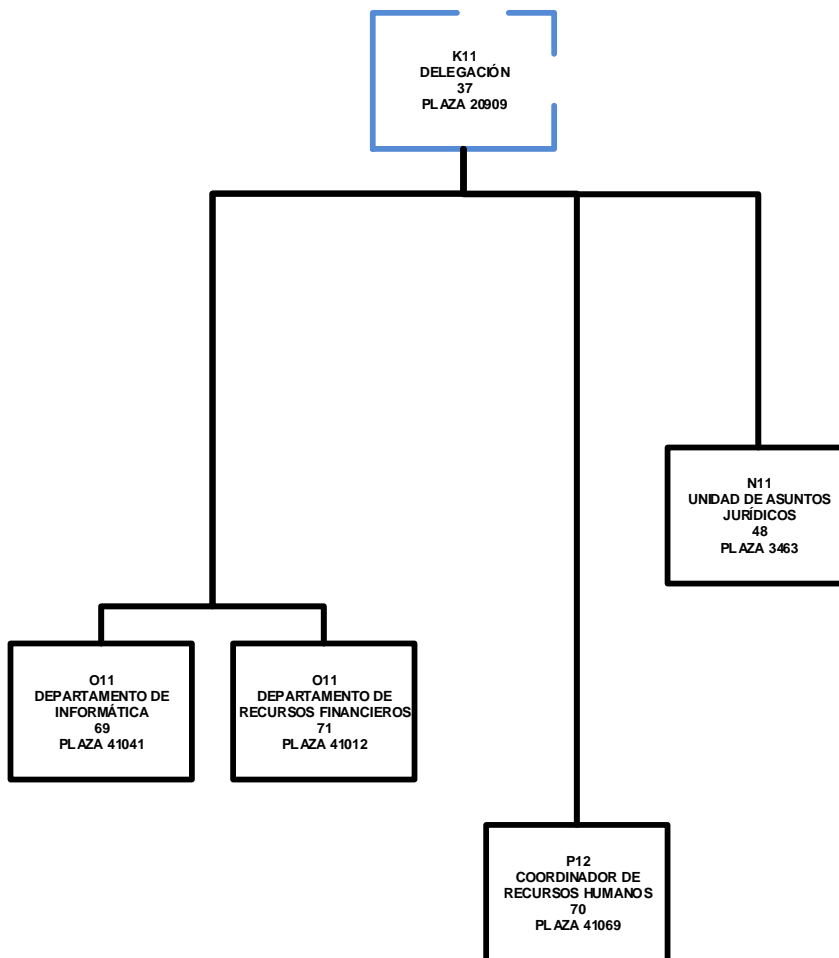 K11
DELEGACIÓN
37
PLAZA 20909
N11
UNIDAD DE ASUNTOS
JURÍDICOS
48
PLAZA 3463
O11
DEPARTAMENTO DE
INFORMÁTICA
69
PLAZA 41041
O11
DEPARTAMENTO DE
RECURSOS FINANCIEROS
71
PLAZA 41012
P12
COORDINADOR DE
RECURSOS HUMANOS
70
PLAZA 41069